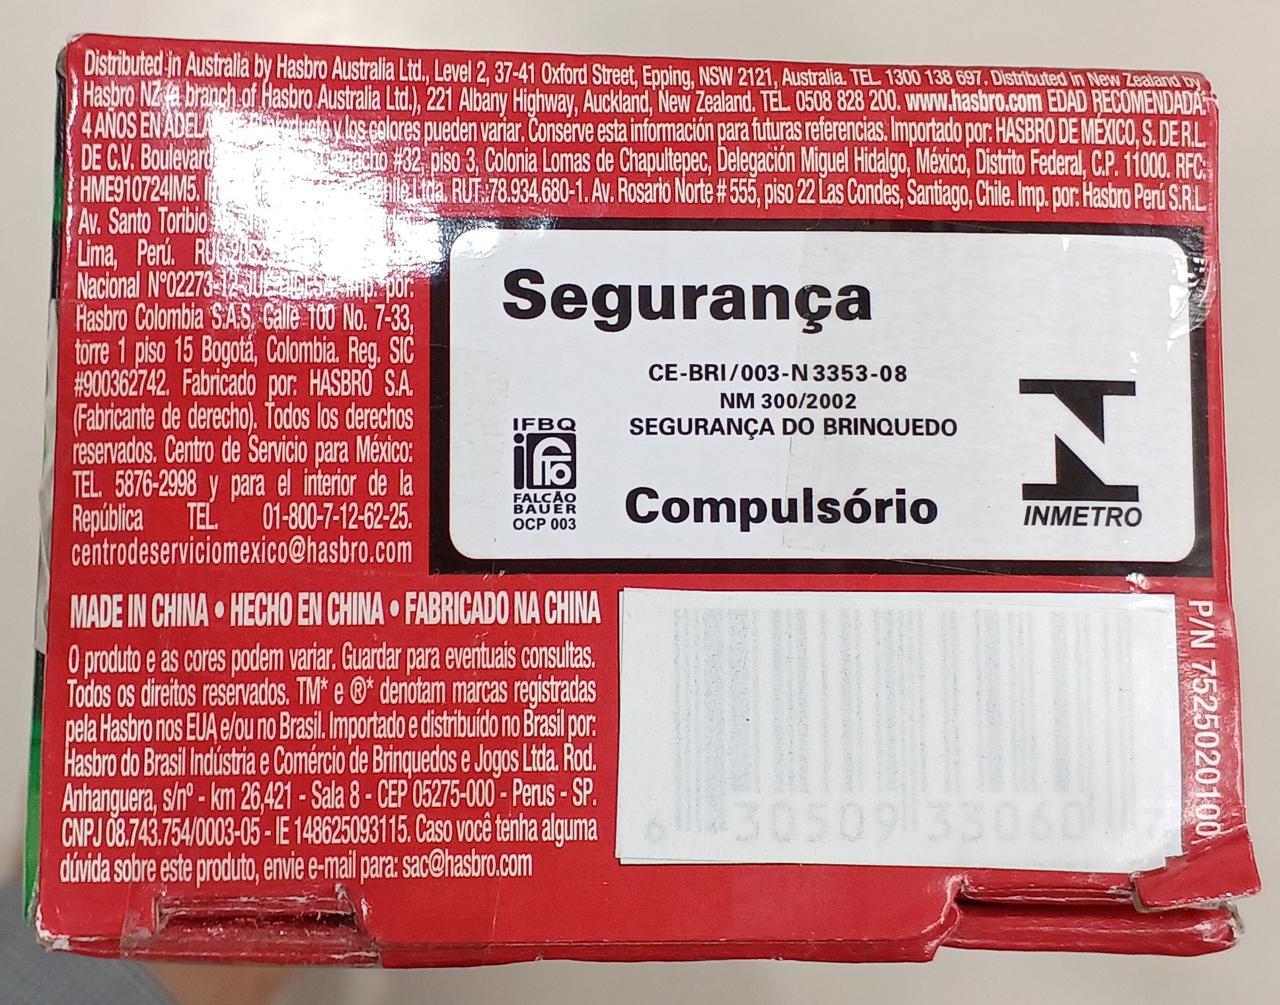 Distributed in Australia by Hasbro Australia Ltd., Level 2, 37-41 Oxford Street, Epping, NSW 2121, Australia. TEL. 1300 138 697. Distributed in New Zealand by
Hasbro NZ (a branch of Hasbro Australia Ltd.), 221 Albany Highway, Auckland, New Zealand. TEL. 0508 828 200. www.hasbro.com EDAD RECOMENDADA:
4 AÑOS EN ADELA y los colores pueden variar. Conserve esta información para futuras referencias. Importado por: HASBRO DE MÉXICO, S. DE R.L.
DE C.V. Boulevard #32, piso 3, Colonia Lomas de Chapultepec, Delegación Miguel Hidalgo, México, Distrito Federal, C.P. 11000. RFC:
HME910724IM5. Ltda. RUT:78.934.680-1. Av. Rosario Norte # 555, piso 22 Las Condes, Santiago, Chile. Imp. por: Hasbro Perú S.R.L.
Av. Santo Toribio
Lima, Perú.
Nacional N°02273-12 por:
Hasbro Colombia S.A.S, Calle 100 No. 7-33,
torre 1 piso 15 Bogotá, Colombia. Reg. SIC
#900362742. Fabricado por: HASBRO S.A.
(Fabricante de derecho). Todos los derechos
reservados. Centro de Servicio para México:
TEL. 5876-2998 y para el interior de la
República TEL. 01-800-7-12-62-25.
centrodeserviciomexico@hasbro.com
Segurança
CE-BRI/003-N 3353-08
NM 300/2002
SEGURANÇA DO BRINQUEDO
IFBQ
FALCÃO
BAUER
OCP 003
Compulsório
INMETRO
MADE IN CHINA • HECHO EN CHINA • FABRICADO NA CHINA
O produto e as cores podem variar. Guardar para eventuais consultas.
Todos os direitos reservados. TM* e ®* denotam marcas registradas
pela Hasbro nos EUA e/ou no Brasil. Importado e distribuído no Brasil por:
Hasbro do Brasil Indústria e Comércio de Brinquedos e Jogos Ltda. Rod.
Anhanguera, s/nº - km 26,421 - Sala 8 - CEP 05275-000 - Perus - SP.
CNPJ 08.743.754/0003-05 - IE 148625093115. Caso você tenha alguma
dúvida sobre este produto, envie e-mail para: sac@hasbro.com
6 30509 33060
P/N 7525020100